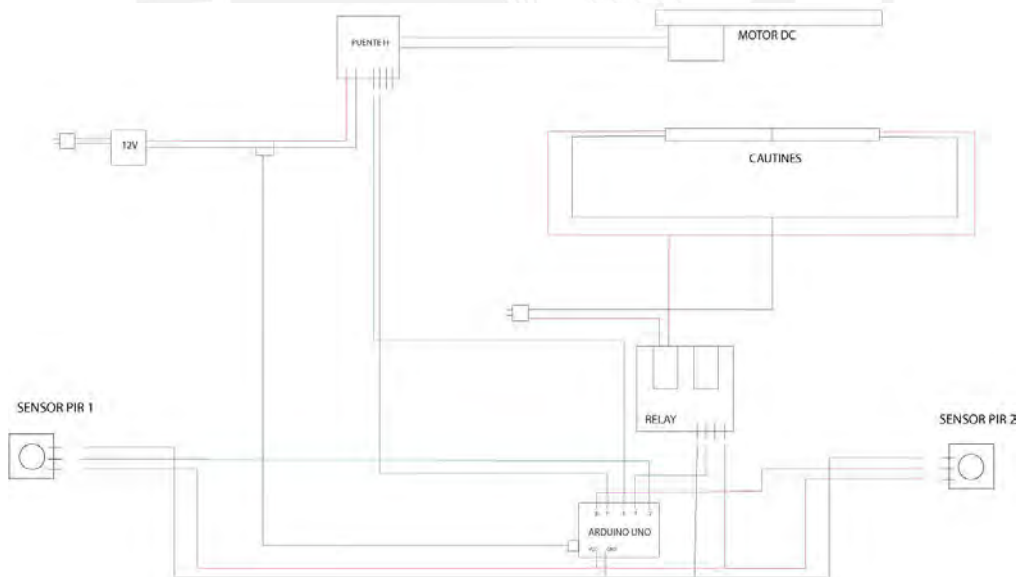 MOTOR DC
PUENTE H
12V
CAUTINES
RELAY
SENSOR PIR 1
SENSOR PIR 2
ARDUINO UNO